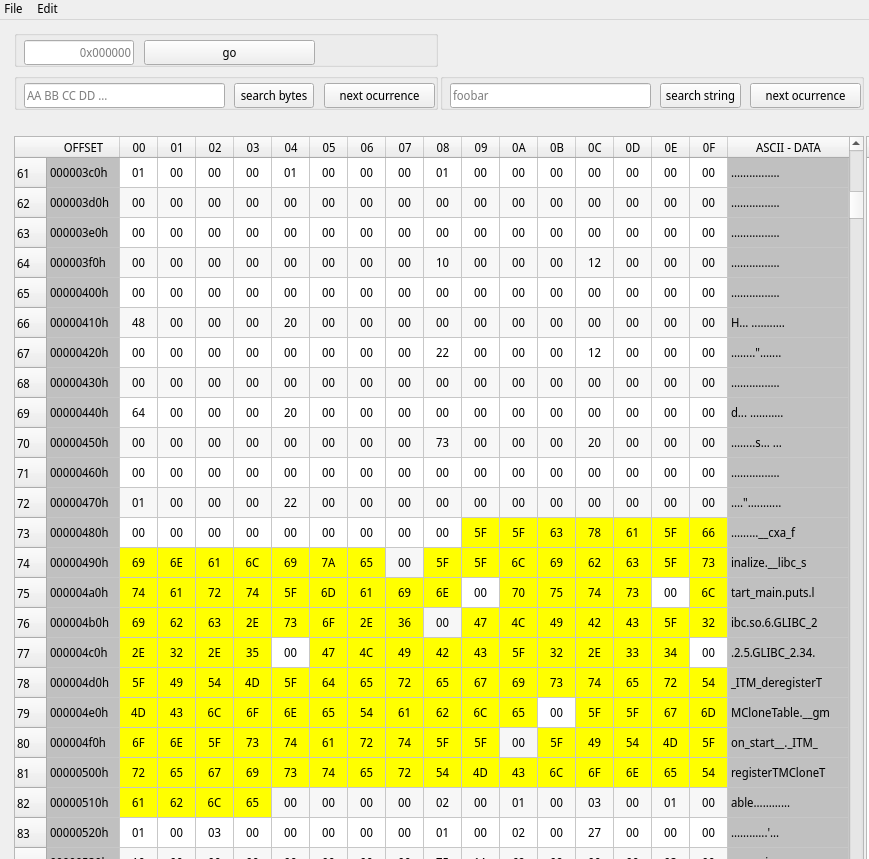 File Edit
0x000000 go
AA BB CC DD ... search bytes next ocurrence foobar search string next ocurrence
OFFSET 00 01 02 03 04 05 06 07 08 09 0A 0B 0C 0D 0E 0F ASCII - DATA
61 000003c0h 01 00 00 00 01 00 00 00 01 00 00 00 00 00 00 00 ................
62 000003d0h 00 00 00 00 00 00 00 00 00 00 00 00 00 00 00 00 ................
63 000003e0h 00 00 00 00 00 00 00 00 00 00 00 00 00 00 00 00 ................
64 000003f0h 00 00 00 00 00 00 00 00 10 00 00 00 12 00 00 00 ................
65 00000400h 00 00 00 00 00 00 00 00 00 00 00 00 00 00 00 00 ................
66 00000410h 48 00 00 00 20 00 00 00 00 00 00 00 00 00 00 00 H... ...........
67 00000420h 00 00 00 00 00 00 00 00 22 00 00 00 12 00 00 00 ........".......
68 00000430h 00 00 00 00 00 00 00 00 00 00 00 00 00 00 00 00 ................
69 00000440h 64 00 00 00 20 00 00 00 00 00 00 00 00 00 00 00 d... ...........
70 00000450h 00 00 00 00 00 00 00 00 73 00 00 00 20 00 00 00 ........s... ...
71 00000460h 00 00 00 00 00 00 00 00 00 00 00 00 00 00 00 00 ................
72 00000470h 01 00 00 00 22 00 00 00 00 00 00 00 00 00 00 00 ...."...........
73 00000480h 00 00 00 00 00 00 00 00 00 5F 5F 63 78 61 5F 66 .........__cxa_f
74 00000490h 69 6E 61 6C 69 7A 65 00 5F 5F 6C 69 62 63 5F 73 inalize.__libc_s
75 000004a0h 74 61 72 74 5F 6D 61 69 6E 00 70 75 74 73 00 6C tart_main.puts.l
76 000004b0h 69 62 63 2E 73 6F 2E 36 00 47 4C 49 42 43 5F 32 ibc.so.6.GLIBC_2
77 000004c0h 2E 32 2E 35 00 47 4C 49 42 43 5F 32 2E 33 34 00 .2.5.GLIBC_2.34.
78 000004d0h 5F 49 54 4D 5F 64 65 72 65 67 69 73 74 65 72 54 _ITM_deregisterT
79 000004e0h 4D 43 6C 6F 6E 65 54 61 62 6C 65 00 5F 5F 67 6D MCloneTable.__gm
80 000004f0h 6F 6E 5F 73 74 61 72 74 5F 5F 00 5F 49 54 4D 5F on_start__._ITM_
81 00000500h 72 65 67 69 73 74 65 72 54 4D 43 6C 6F 6E 65 54 registerTMCloneT
82 00000510h 61 62 6C 65 00 00 00 00 02 00 01 00 03 00 01 00 able............
83 00000520h 01 00 03 00 00 00 00 00 01 00 02 00 27 00 00 00 ............'...